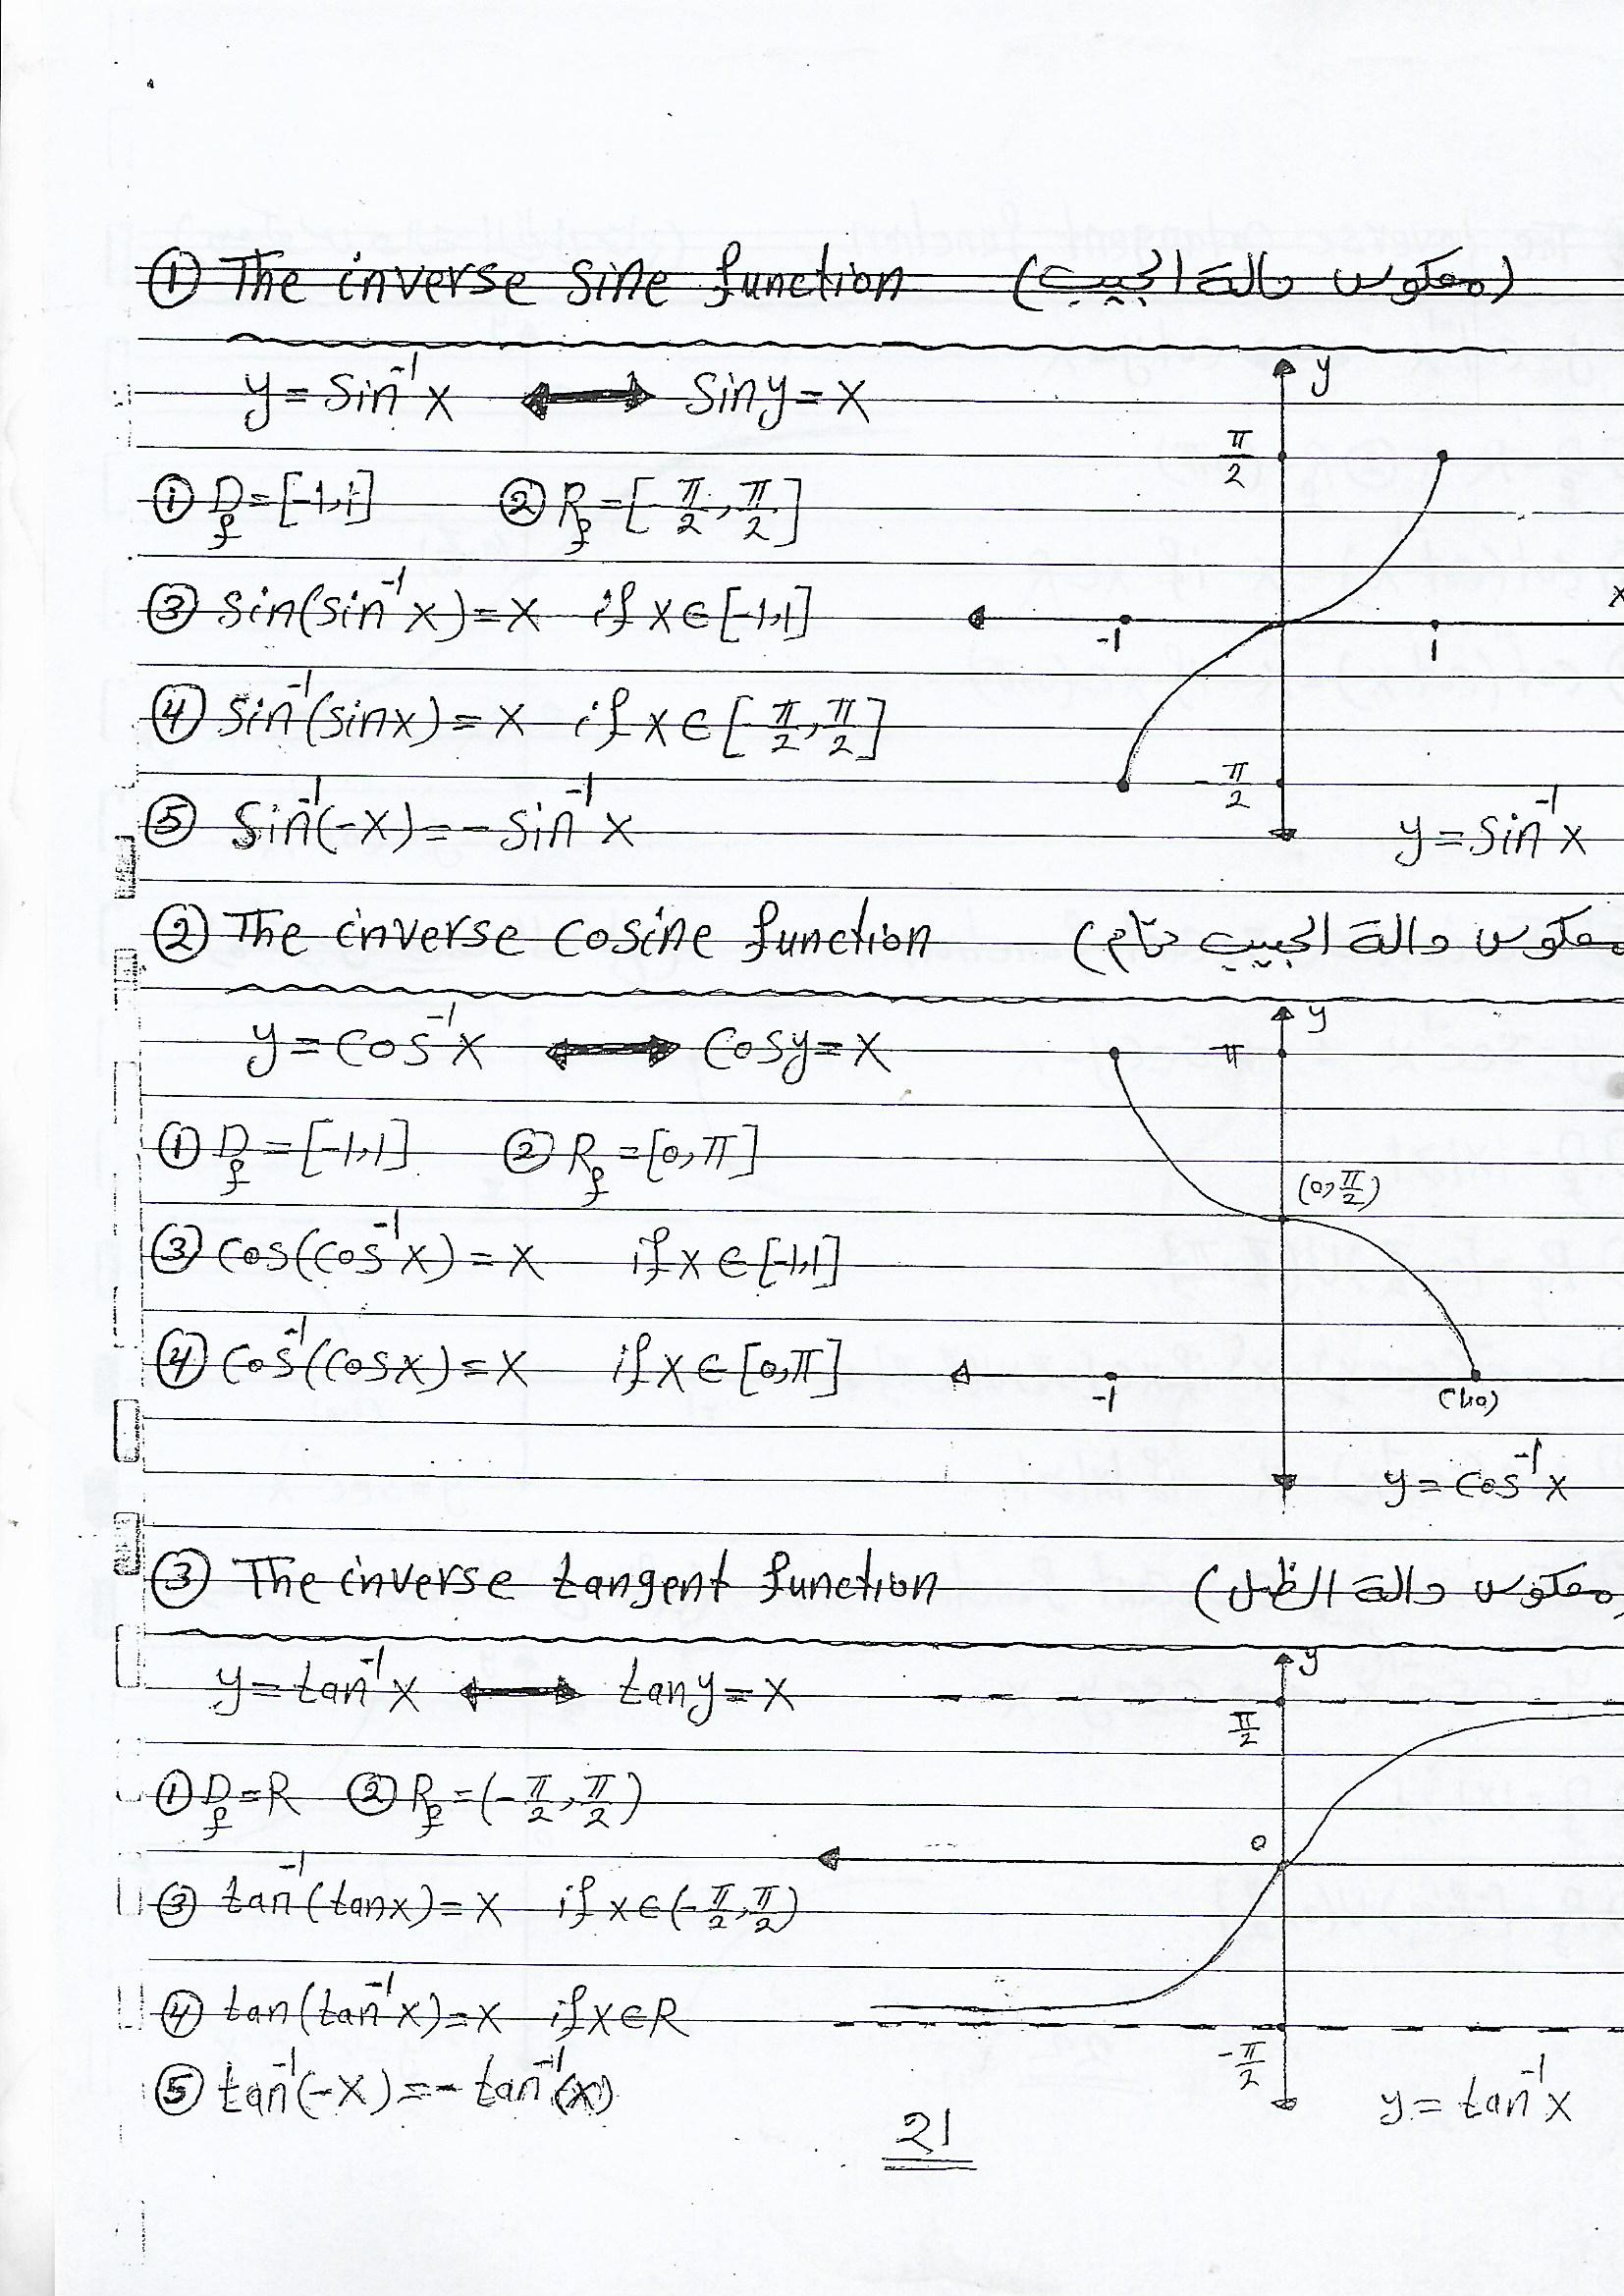 ① The inverse sine function (معكوس دالة الجيب)
y = sin⁻¹x ⟷ sin y = x
① D_f = [-1,1] ② R_f = [-π/2, π/2]
③ sin(sin⁻¹x) = x if x ∈ [-1,1]
④ sin⁻¹(sin x) = x if x ∈ [-π/2, π/2]
⑤ sin⁻¹(-x) = -sin⁻¹x
y
π/2
x
-1 1
-π/2
y = sin⁻¹x
② The inverse cosine function (معكوس دالة الجيب تمام)
y = cos⁻¹x ⟷ cos y = x
① D_f = [-1,1] ② R_f = [0,π]
③ cos(cos⁻¹x) = x if x ∈ [-1,1]
④ cos⁻¹(cos x) = x if x ∈ [0,π]
y
π
(0, π/2)
-1 (1,0)
y = cos⁻¹x
③ The inverse tangent function (معكوس دالة الظل)
y = tan⁻¹x ⟷ tan y = x
① D_f = R ② R_f = (-π/2, π/2)
③ tan⁻¹(tan x) = x if x ∈ (-π/2, π/2)
④ tan(tan⁻¹x) = x if x ∈ R
⑤ tan⁻¹(-x) = -tan⁻¹(x)
y
π/2
0
-π/2
y = tan⁻¹x
21